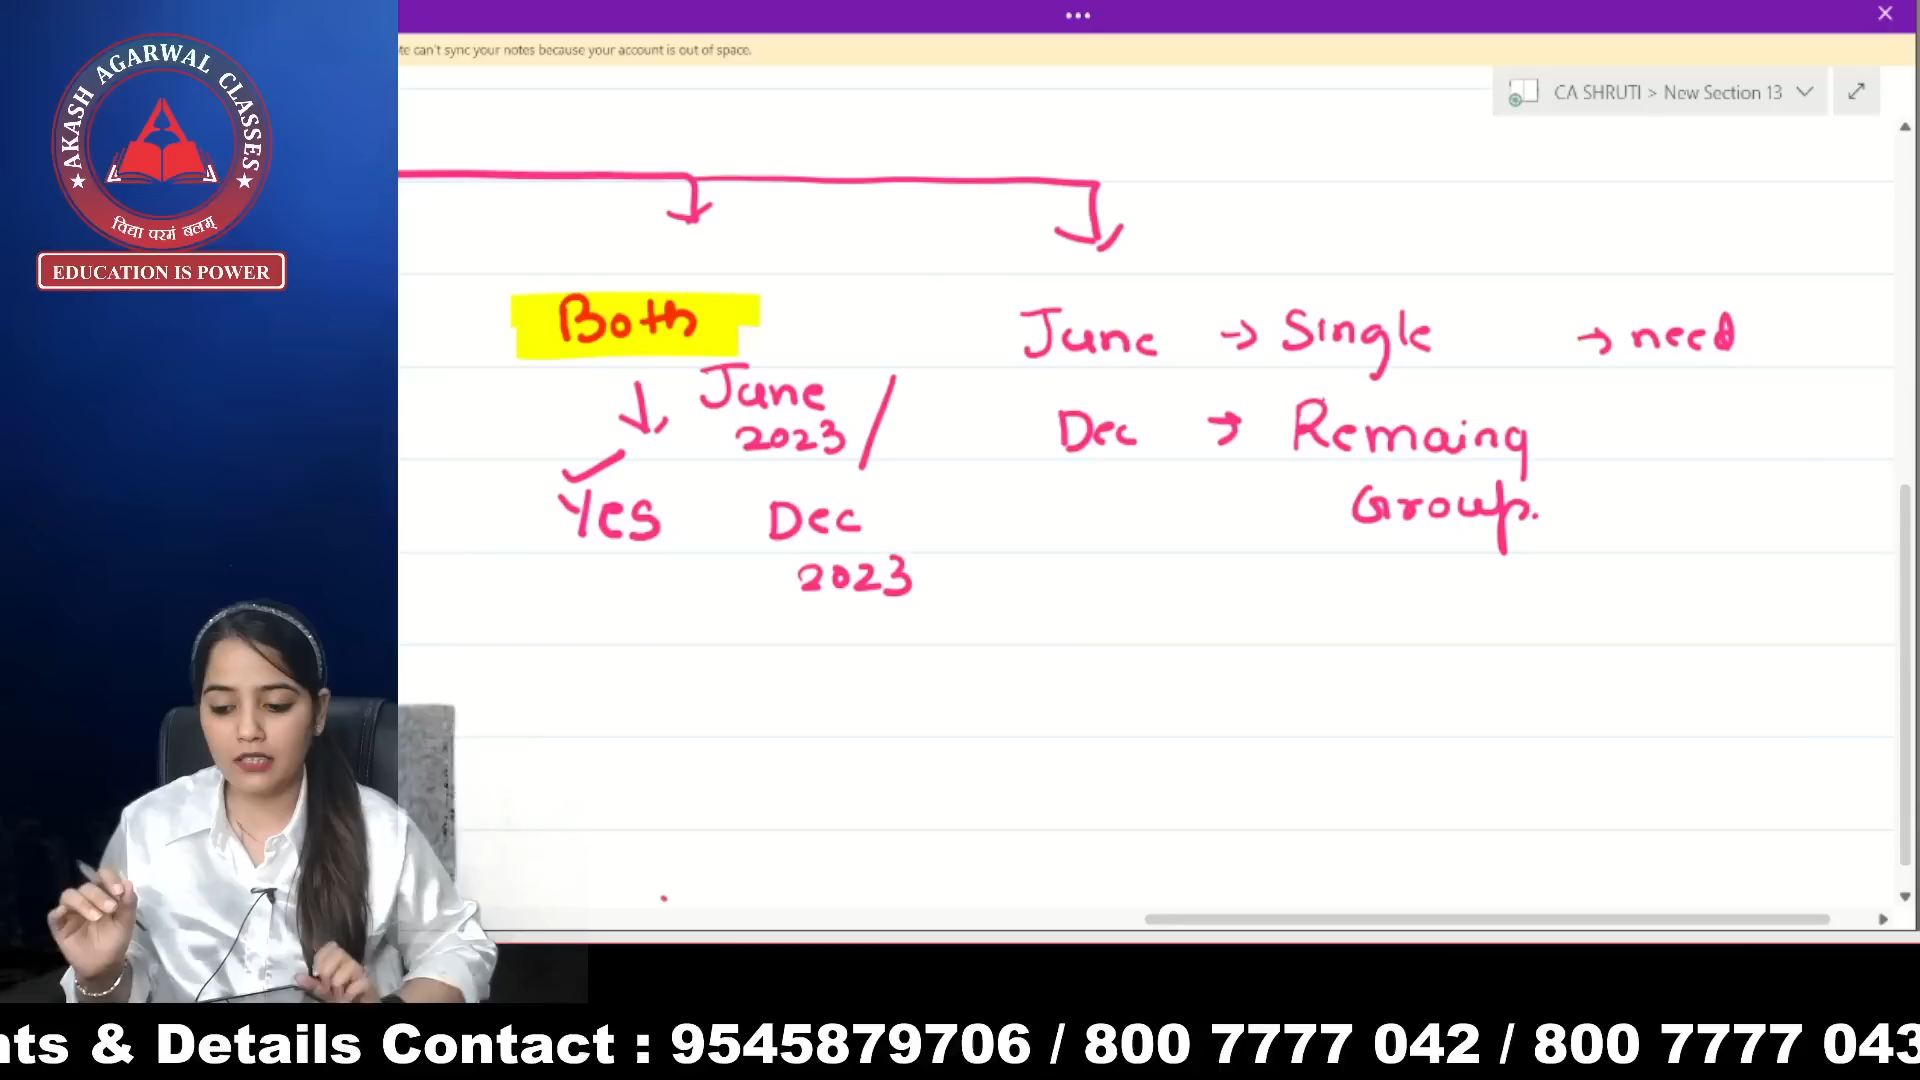 AKASH AGARWAL CLASSES
विद्या परमं बलम्
EDUCATION IS POWER
te can't sync your notes because your account is out of space.
CA SHRUTI > New Section 13
Both
June
2023 /
Yes
Dec
2023
June → Single → need
Dec → Remaing
Group.
nts & Details Contact : 9545879706 / 800 7777 042 / 800 7777 043